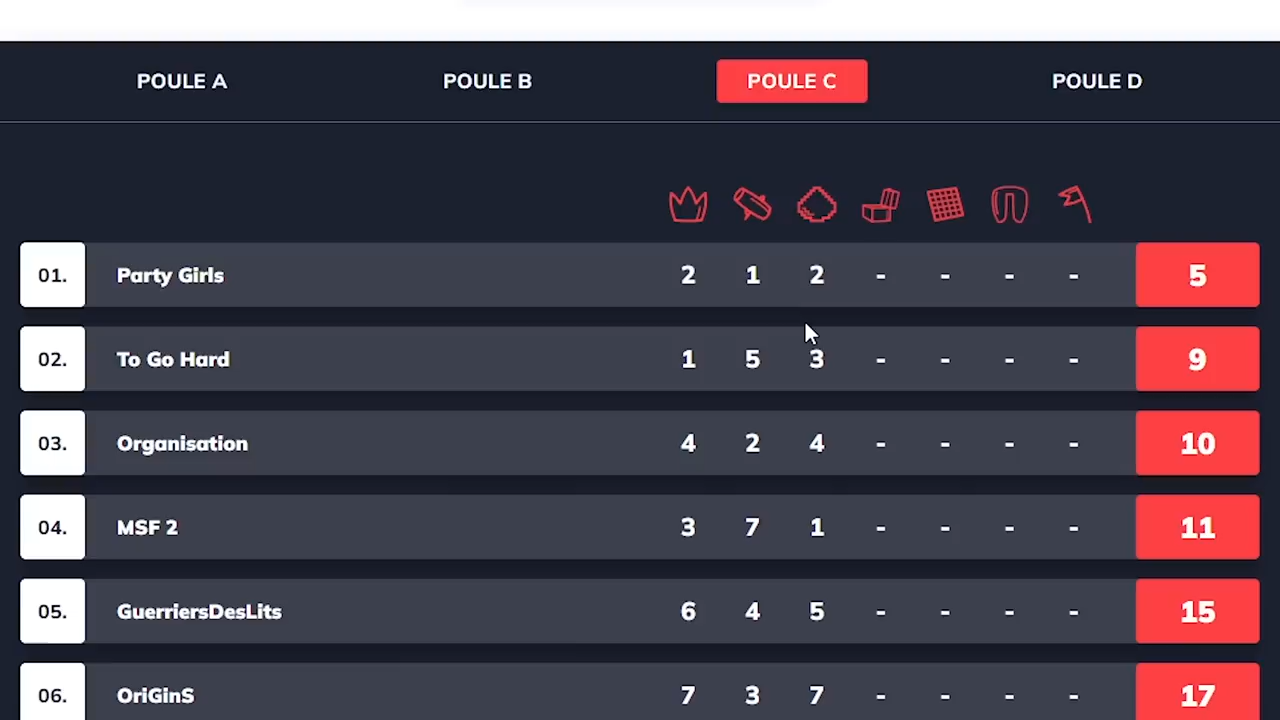 POULE A POULE B POULE C POULE D
01. Party Girls 2 1 2 - - - - 5
02. To Go Hard 1 5 3 - - - - 9
03. Organisation 4 2 4 - - - - 10
04. MSF 2 3 7 1 - - - - 11
05. GuerriersDesLits 6 4 5 - - - - 15
06. OriGinS 7 3 7 - - - - 17